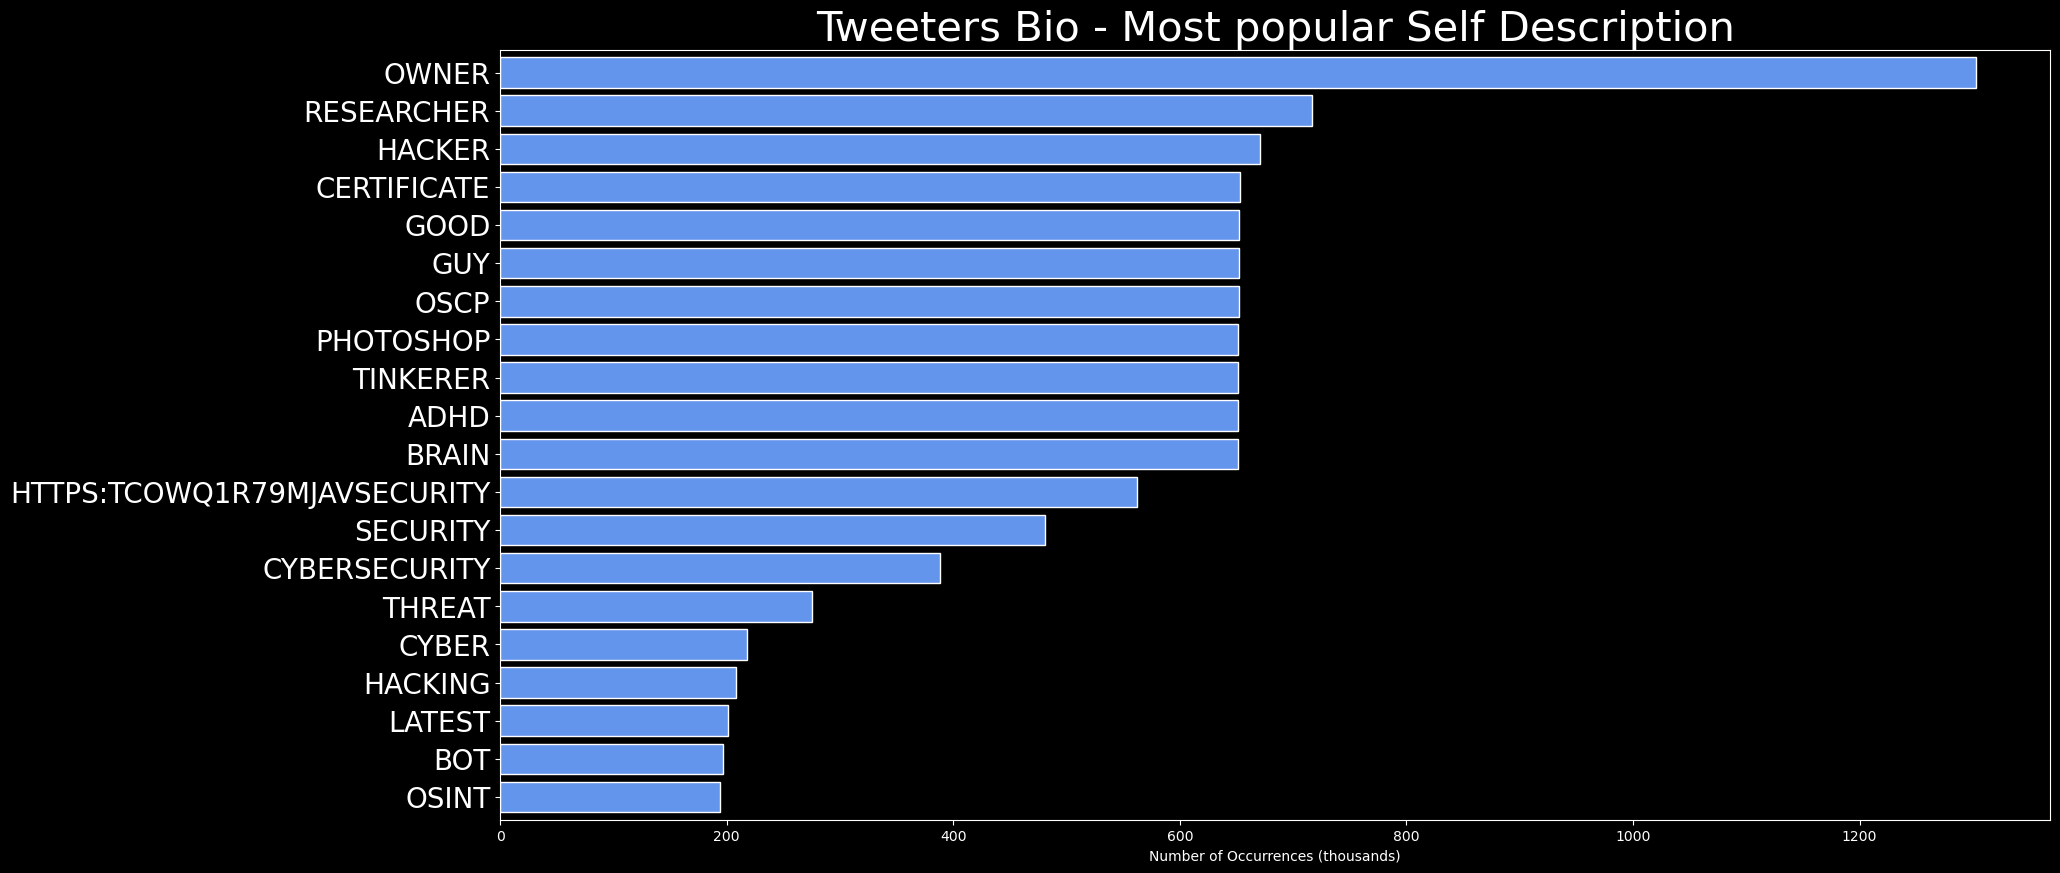 Tweeters Bio - Most popular Self Description
OWNER
RESEARCHER
HACKER
CERTIFICATE
GOOD
GUY
OSCP
PHOTOSHOP
TINKERER
ADHD
BRAIN
HTTPS:TCOWQ1R79MJAVSECURITY
SECURITY
CYBERSECURITY
THREAT
CYBER
HACKING
LATEST
BOT
OSINT
0 200 400 600 800 1000 1200
Number of Occurrences (thousands)